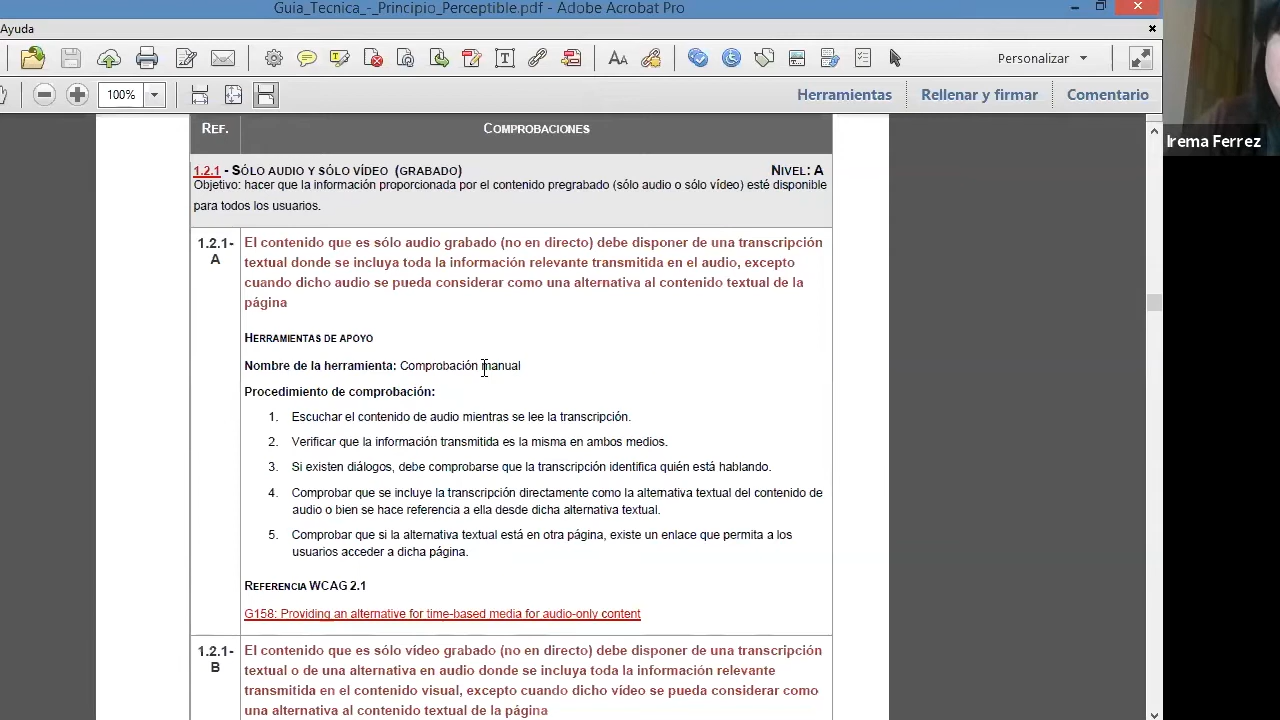 Guia_Tecnica_-_Principio_Perceptible.pdf - Adobe Acrobat Pro
Ayuda
Personalizar
100%
Herramientas
Rellenar y firmar
Comentario
Irema Ferrez
REF.
COMPROBACIONES
1.2.1 - SÓLO AUDIO Y SÓLO VÍDEO (GRABADO)
NIVEL: A
Objetivo: hacer que la información proporcionada por el contenido pregrabado (sólo audio o sólo vídeo) esté disponible
para todos los usuarios.
1.2.1-
A
El contenido que es sólo audio grabado (no en directo) debe disponer de una transcripción
textual donde se incluya toda la información relevante transmitida en el audio, excepto
cuando dicho audio se pueda considerar como una alternativa al contenido textual de la
página
HERRAMIENTAS DE APOYO
Nombre de la herramienta: Comprobación manual
Procedimiento de comprobación:
1. Escuchar el contenido de audio mientras se lee la transcripción.
2. Verificar que la información transmitida es la misma en ambos medios.
3. Si existen diálogos, debe comprobarse que la transcripción identifica quién está hablando.
4. Comprobar que se incluye la transcripción directamente como la alternativa textual del contenido de
audio o bien se hace referencia a ella desde dicha alternativa textual.
5. Comprobar que si la alternativa textual está en otra página, existe un enlace que permita a los
usuarios acceder a dicha página.
REFERENCIA WCAG 2.1
G158: Providing an alternative for time-based media for audio-only content
1.2.1-
B
El contenido que es sólo vídeo grabado (no en directo) debe disponer de una transcripción
textual o de una alternativa en audio donde se incluya toda la información relevante
transmitida en el contenido visual, excepto cuando dicho vídeo se pueda considerar como
una alternativa al contenido textual de la página